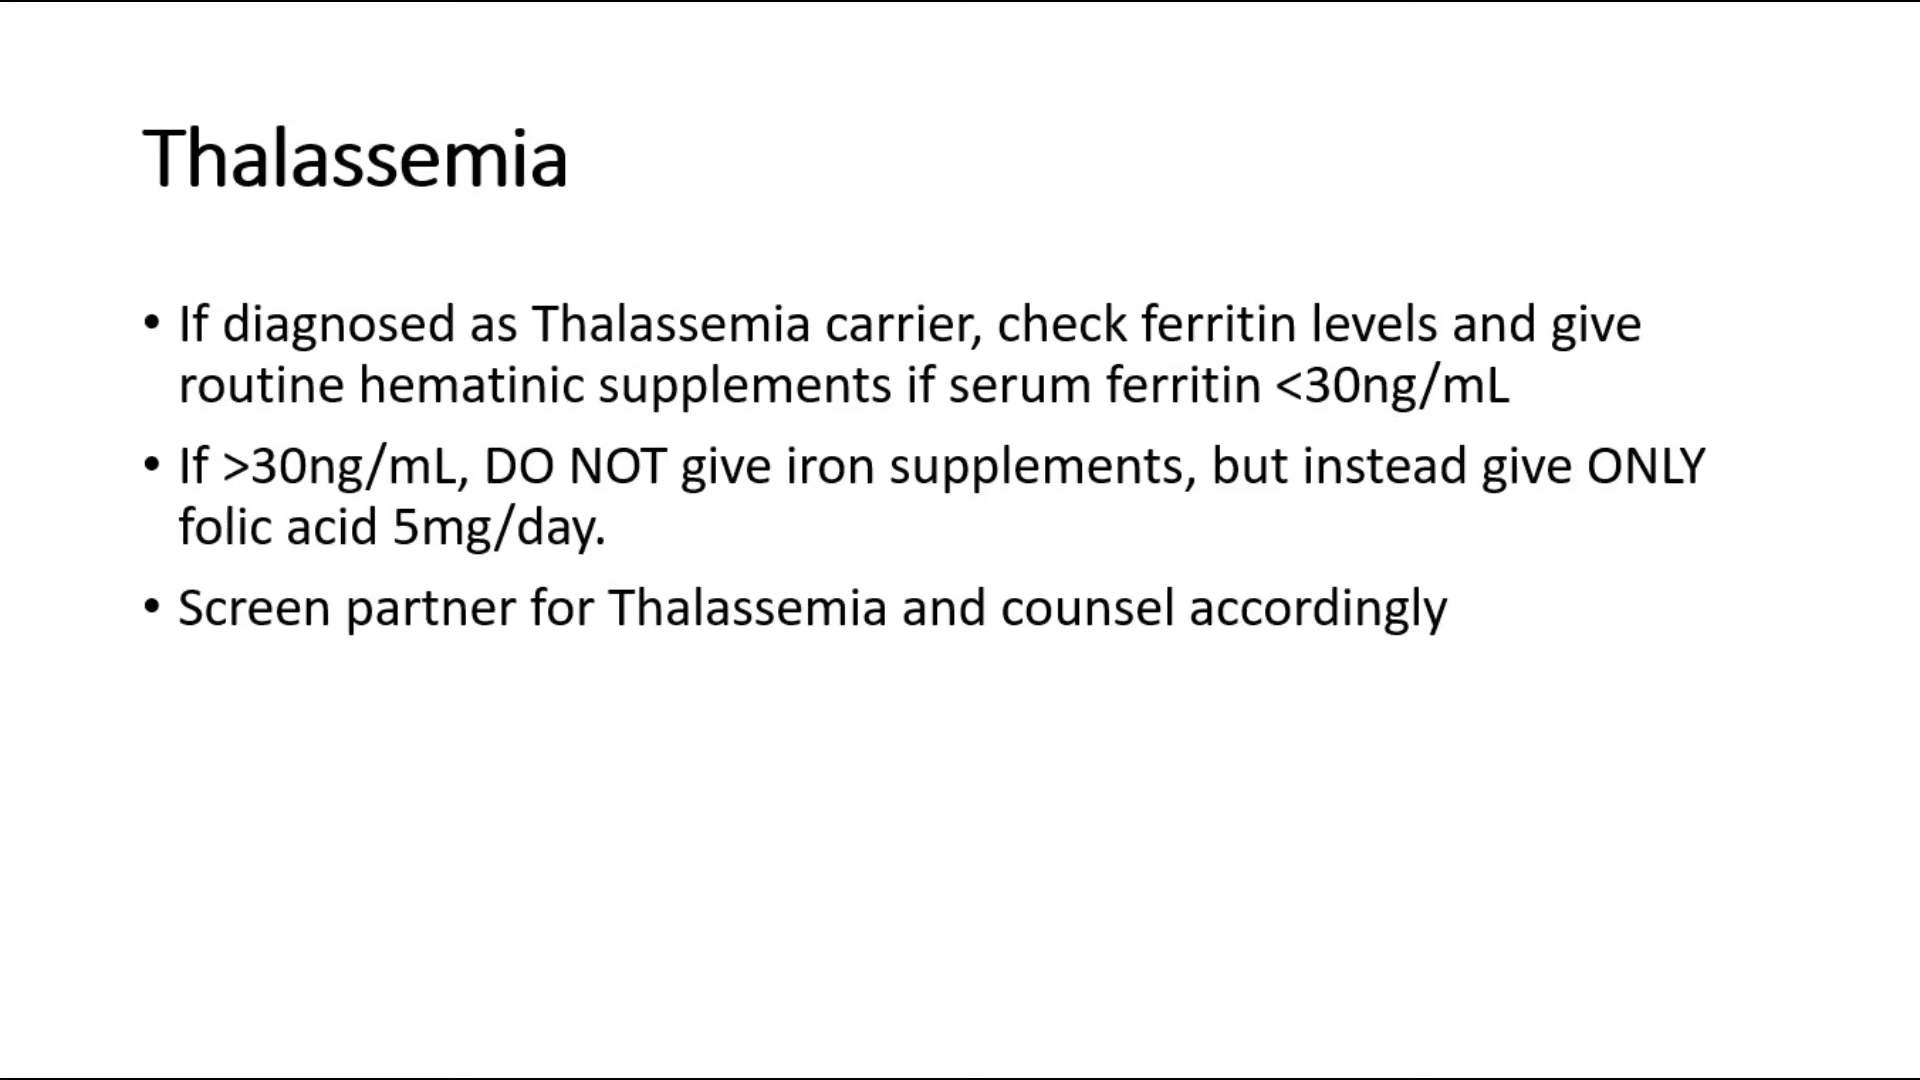 Thalassemia
• If diagnosed as Thalassemia carrier, check ferritin levels and give
routine hematinic supplements if serum ferritin <30ng/mL
• If >30ng/mL, DO NOT give iron supplements, but instead give ONLY
folic acid 5mg/day.
• Screen partner for Thalassemia and counsel accordingly